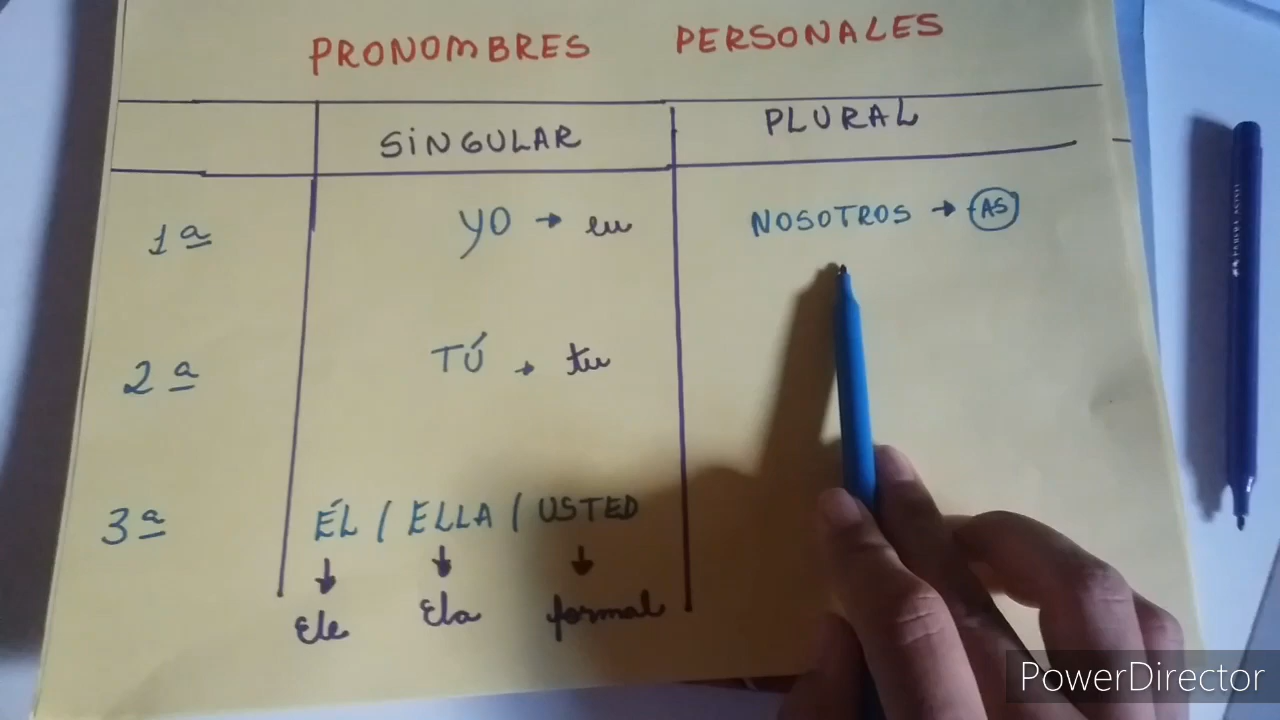 PRONOMBRES PERSONALES
SINGULAR PLURAL
1ª YO → eu NOSOTROS → AS
2ª TÚ → tu
3ª ÉL / ELLA / USTED
Ele Ela formal
PowerDirector